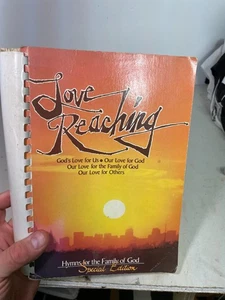 Love
Reaching
God's Love for Us • Our Love for God
Our Love for the Family of God
Our Love for Others
Hymns for the Family of God
Special Edition